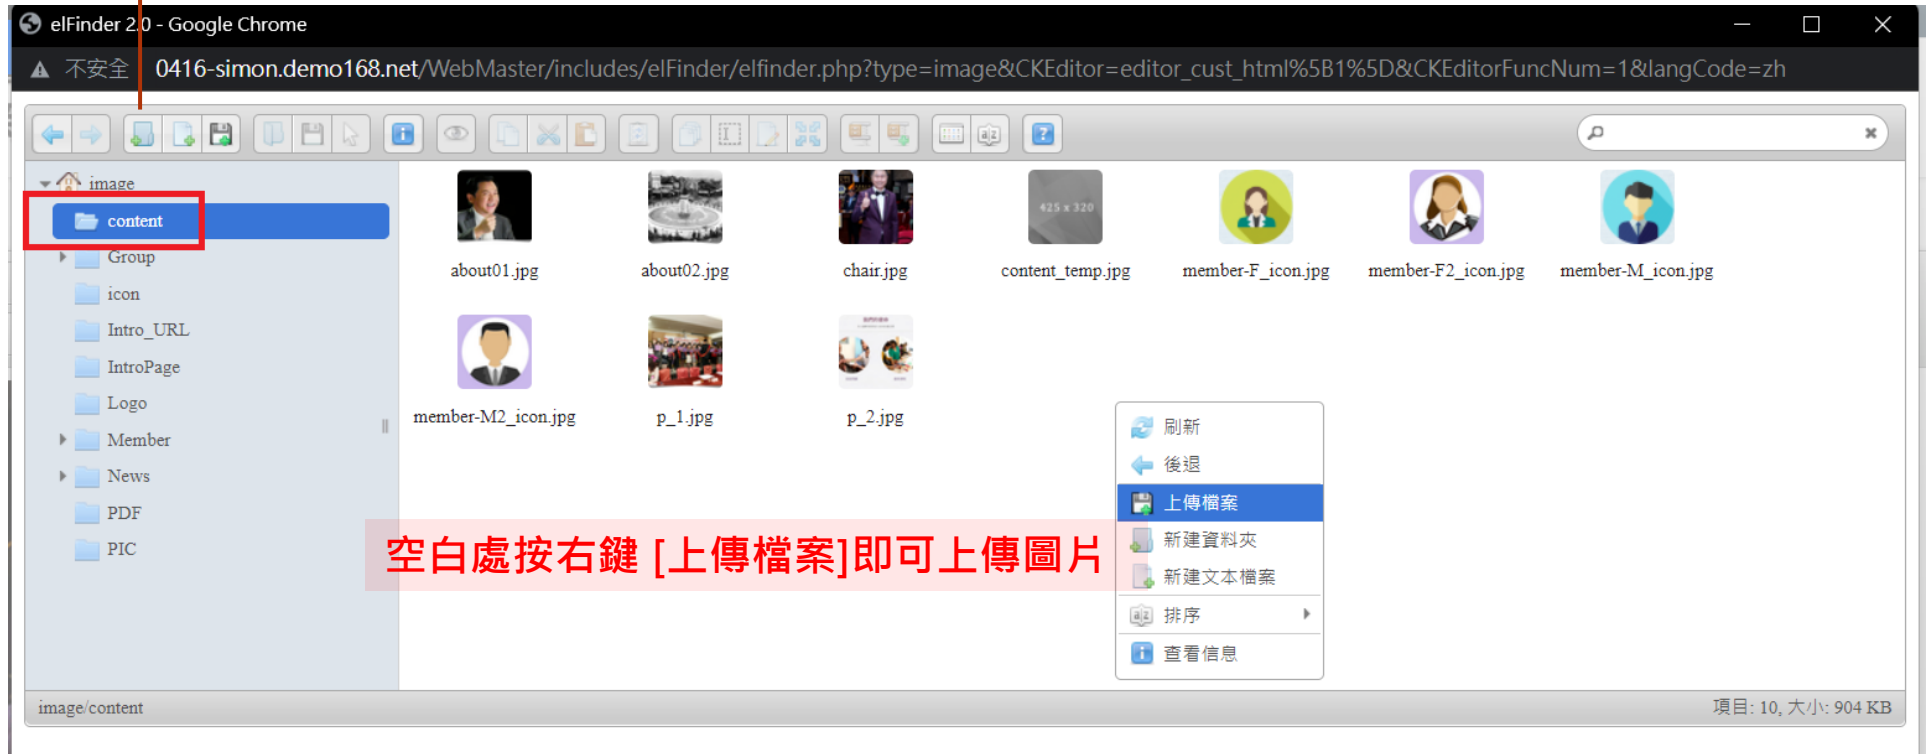 elFinder 2.0 - Google Chrome
不安全 0416-simon.demo168.net/WebMaster/includes/elFinder/elfinder.php?type=image&CKEditor=editor_cust_html%5B1%5D&CKEditorFuncNum=1&langCode=zh
image
content
Group
icon
Intro_URL
IntroPage
Logo
Member
News
PDF
PIC
425 x 320
about01.jpg about02.jpg chair.jpg content_temp.jpg member-F_icon.jpg member-F2_icon.jpg member-M_icon.jpg
member-M2_icon.jpg p_1.jpg p_2.jpg
刷新
後退
上傳檔案
新建資料夾
新建文本檔案
排序
查看信息
空白處按右鍵 [上傳檔案]即可上傳圖片
image/content
項目: 10, 大小: 904 KB